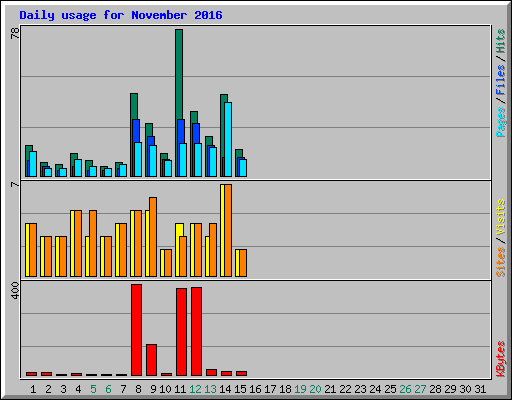 Daily usage for November 2016
78
7
400
Pages / Files / Hits
Sites / Visits
KBytes
1 2 3 4 5 6 7 8 9 10 11 12 13 14 15 16 17 18 19 20 21 22 23 24 25 26 27 28 29 30 31